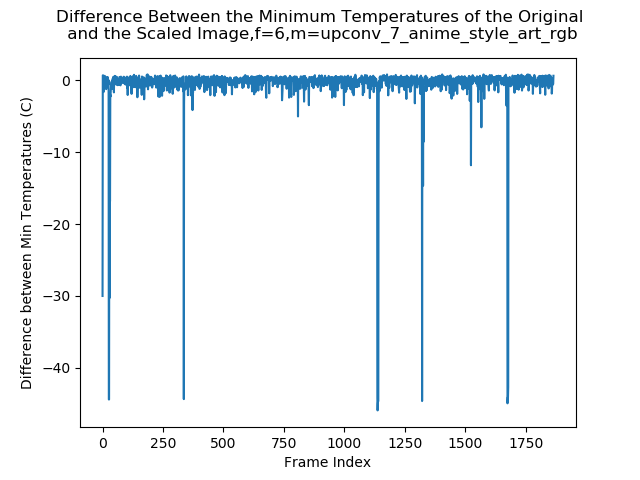 Difference Between the Minimum Temperatures of the Original
and the Scaled Image,f=6,m=upconv_7_anime_style_art_rgb
Difference between Min Temperatures (C)
0
−10
−20
−30
−40
0 250 500 750 1000 1250 1500 1750
Frame Index